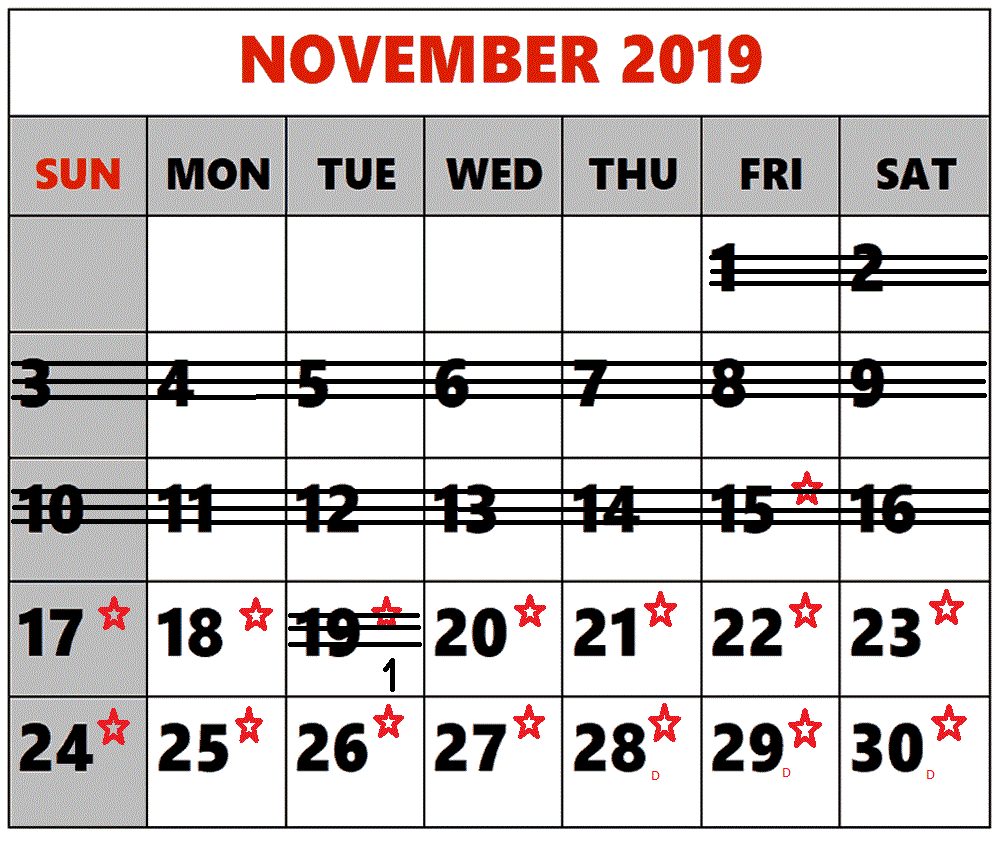 NOVEMBER 2019
SUN MON TUE WED THU FRI SAT
1 2
3 4 5 6 7 8 9
10 11 12 13 14 15 16
17 18 19 20 21 22 23
1
24 25 26 27 28 29 30
D D D